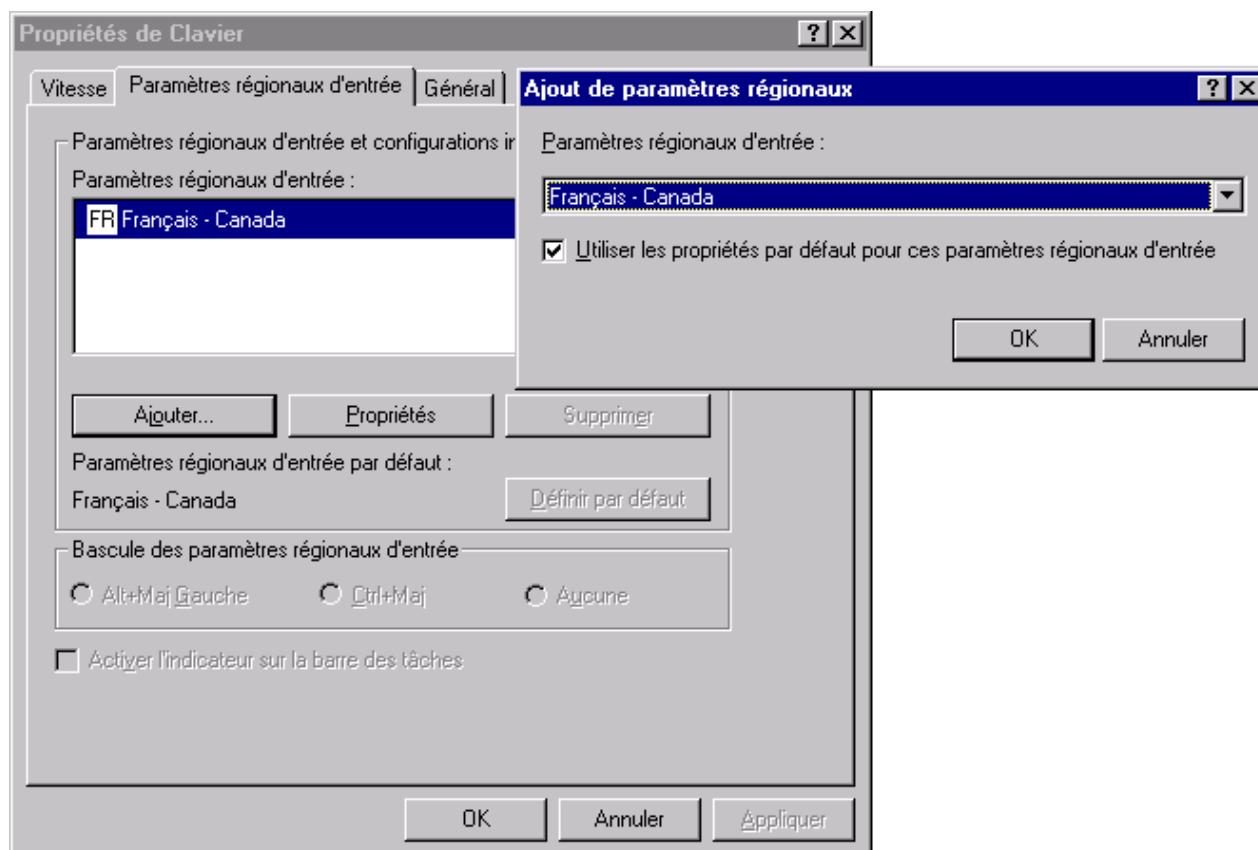 Propriétés de Clavier
Vitesse
Paramètres régionaux d'entrée
Général
Paramètres régionaux d'entrée et configurations
Paramètres régionaux d'entrée :
FR Français - Canada
Ajouter...
Propriétés
Supprimer
Paramètres régionaux d'entrée par défaut :
Français - Canada
Définir par défaut
Bascule des paramètres régionaux d'entrée
Alt+Maj Gauche
Ctrl+Maj
Aucune
Activer l'indicateur sur la barre des tâches
OK
Annuler
Appliquer
Ajout de paramètres régionaux
Paramètres régionaux d'entrée :
Français - Canada
Utiliser les propriétés par défaut pour ces paramètres régionaux d'entrée
OK
Annuler